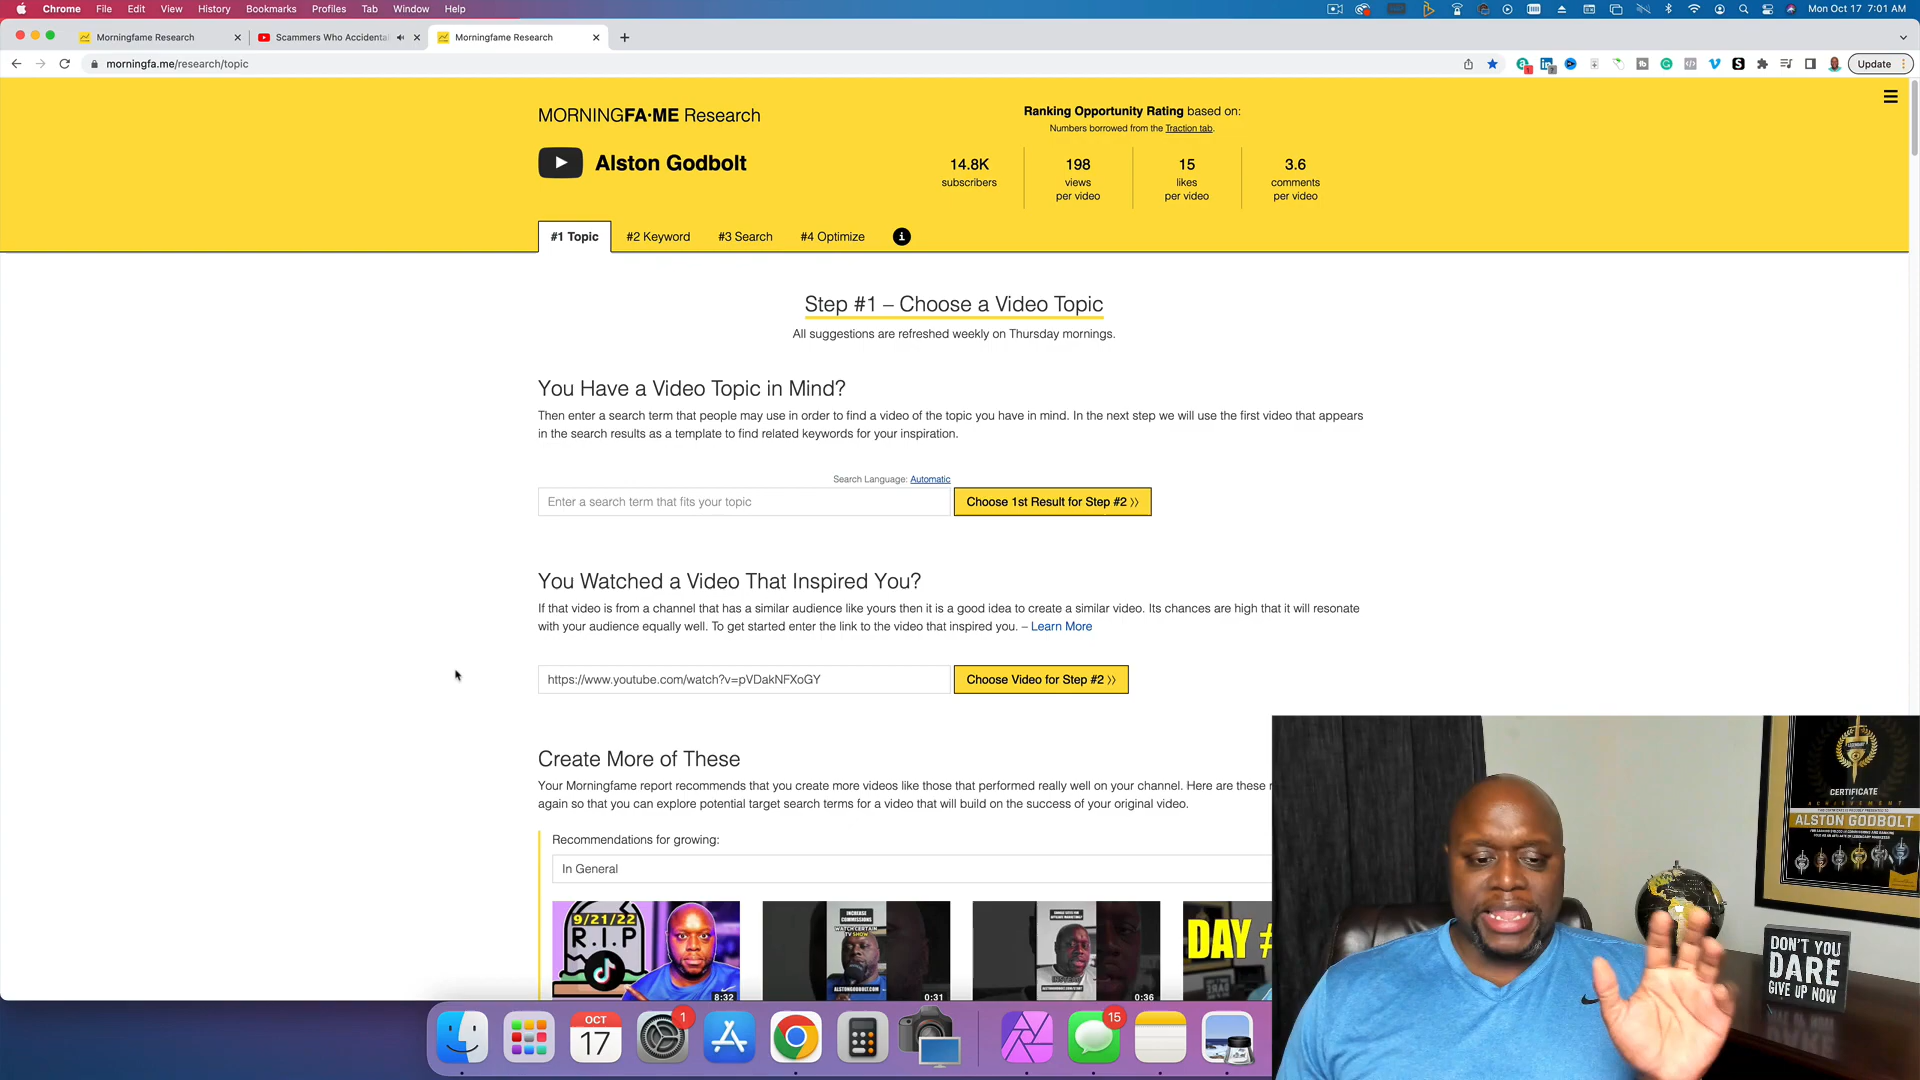 Chrome File Edit View History Bookmarks Profiles Tab Window Help
Mon Oct 17 7:01 AM
Morningfame Research
Scammers Who Accidenta
Morningfame Research
morningfa.me/research/topic
Update
MORNINGFA·ME Research
Alston Godbolt
Ranking Opportunity Rating based on:
Numbers borrowed from the Traction tab.
14.8K
subscribers
198
views
per video
15
likes
per video
3.6
comments
per video
#1 Topic
#2 Keyword
#3 Search
#4 Optimize
i
Step #1 – Choose a Video Topic
All suggestions are refreshed weekly on Thursday mornings.
You Have a Video Topic in Mind?
Then enter a search term that people may use in order to find a video of the topic you have in mind. In the next step we will use the first video that appears
in the search results as a template to find related keywords for your inspiration.
Search Language: Automatic
Enter a search term that fits your topic
Choose 1st Result for Step #2 》
You Watched a Video That Inspired You?
If that video is from a channel that has a similar audience like yours then it is a good idea to create a similar video. Its chances are high that it will resonate
with your audience equally well. To get started enter the link to the video that inspired you. – Learn More
https://www.youtube.com/watch?v=pVDakNFXoGY
Choose Video for Step #2 》
Create More of These
Your Morningfame report recommends that you create more videos like those that performed really well on your channel. Here are these
again so that you can explore potential target search terms for a video that will build on the success of your original video.
Recommendations for growing:
In General
9/21/22
R.I.P
8:32
INCREASE
COMMISSIONS
WATCH CERTAIN
TV SHOW
ALSTONGODBOLT.COM
0:31
0:36
DAY #
CERTIFICATE
ACHIEVEMENT
ALSTON GODBOLT
DON'T YOU
DARE
GIVE UP NOW
OCT
17
1
15